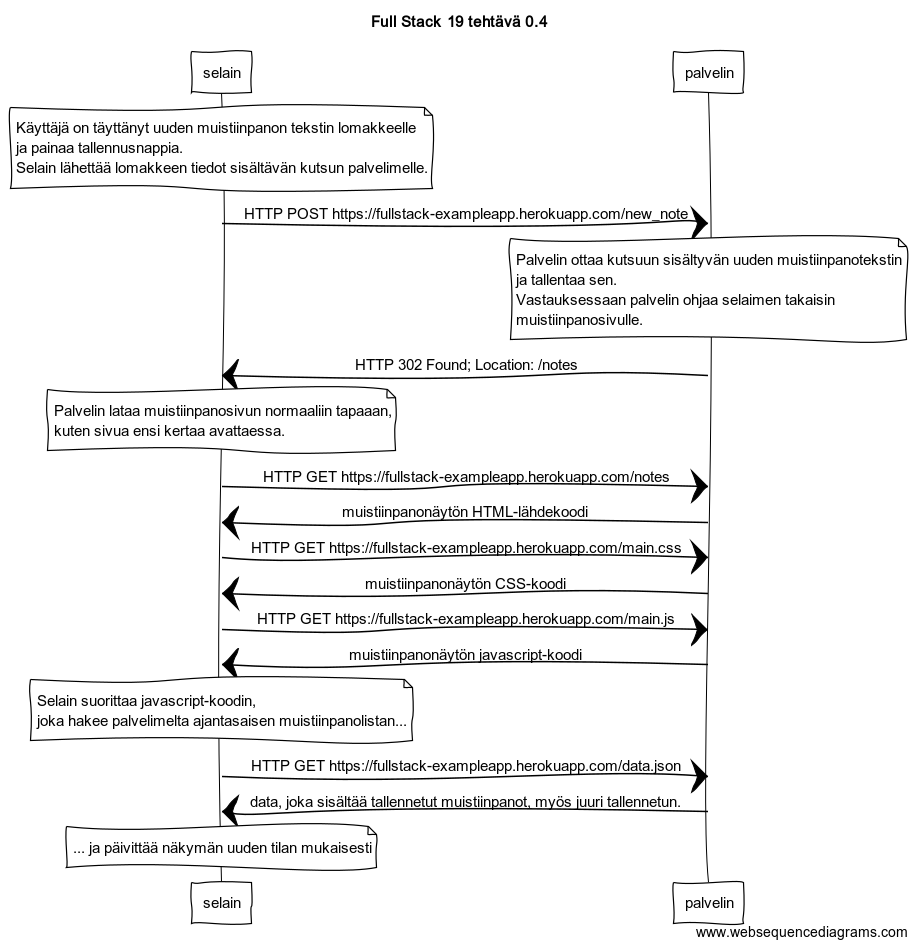 Full Stack 19 tehtävä 0.4
selain
palvelin
Käyttäjä on täyttänyt uuden muistiinpanon tekstin lomakkeelle
ja painaa tallennusnappia.
Selain lähettää lomakkeen tiedot sisältävän kutsun palvelimelle.
HTTP POST https://fullstack-exampleapp.herokuapp.com/new_note
Palvelin ottaa kutsuun sisältyvän uuden muistiinpanotekstin
ja tallentaa sen.
Vastauksessaan palvelin ohjaa selaimen takaisin
muistiinpanosivulle.
HTTP 302 Found; Location: /notes
Palvelin lataa muistiinpanosivun normaaliin tapaaan,
kuten sivua ensi kertaa avattaessa.
HTTP GET https://fullstack-exampleapp.herokuapp.com/notes
muistiinpanonäytön HTML-lähdekoodi
HTTP GET https://fullstack-exampleapp.herokuapp.com/main.css
muistiinpanonäytön CSS-koodi
HTTP GET https://fullstack-exampleapp.herokuapp.com/main.js
muistiinpanonäytön javascript-koodi
Selain suorittaa javascript-koodin,
joka hakee palvelimelta ajantasaisen muistiinpanolistan...
HTTP GET https://fullstack-exampleapp.herokuapp.com/data.json
data, joka sisältää tallennetut muistiinpanot, myös juuri tallennetun.
... ja päivittää näkymän uuden tilan mukaisesti
selain
palvelin
www.websequencediagrams.com